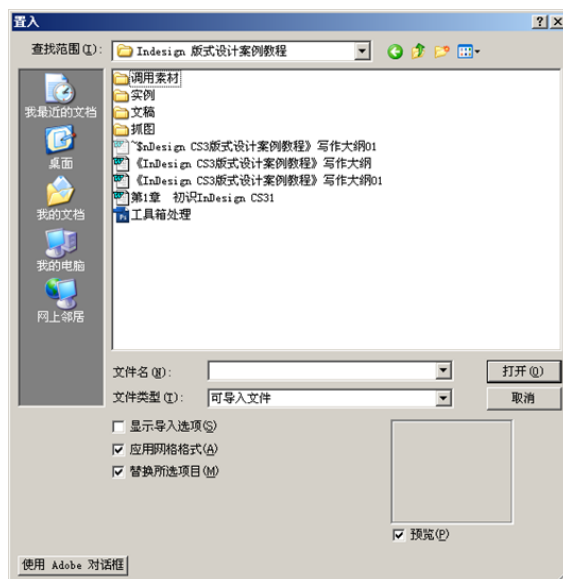 置入
查找范围(I):
Indesign 版式设计案例教程
我最近的文档
桌面
我的文档
我的电脑
网上邻居
调用素材
实例
文稿
抓图
~$nDesign CS3版式设计案例教程》写作大纲01
《InDesign CS3版式设计案例教程》写作大纲
《InDesign CS3版式设计案例教程》写作大纲01
第1章 初识InDesign CS31
工具箱处理
文件名(N):
打开(O)
文件类型(T):
可导入文件
取消
显示导入选项(S)
应用网格格式(A)
替换所选项目(M)
预览(P)
使用 Adobe 对话框